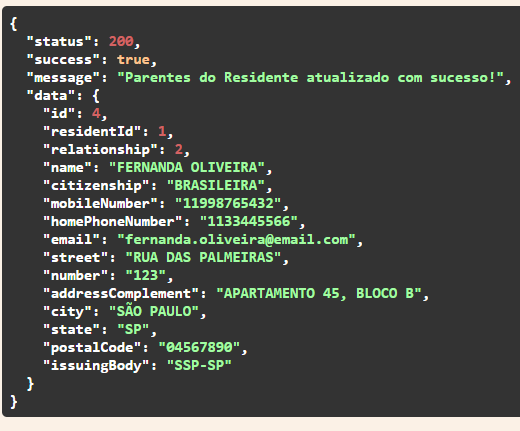 {
"status": 200,
"success": true,
"message": "Parentes do Residente atualizado com sucesso!",
"data": {
"id": 4,
"residentId": 1,
"relationship": 2,
"name": "FERNANDA OLIVEIRA",
"citizenship": "BRASILEIRA",
"mobileNumber": "11998765432",
"homePhoneNumber": "1133445566",
"email": "fernanda.oliveira@email.com",
"street": "RUA DAS PALMEIRAS",
"number": "123",
"addressComplement": "APARTAMENTO 45, BLOCO B",
"city": "SÃO PAULO",
"state": "SP",
"postalCode": "04567890",
"issuingBody": "SSP-SP"
}
}